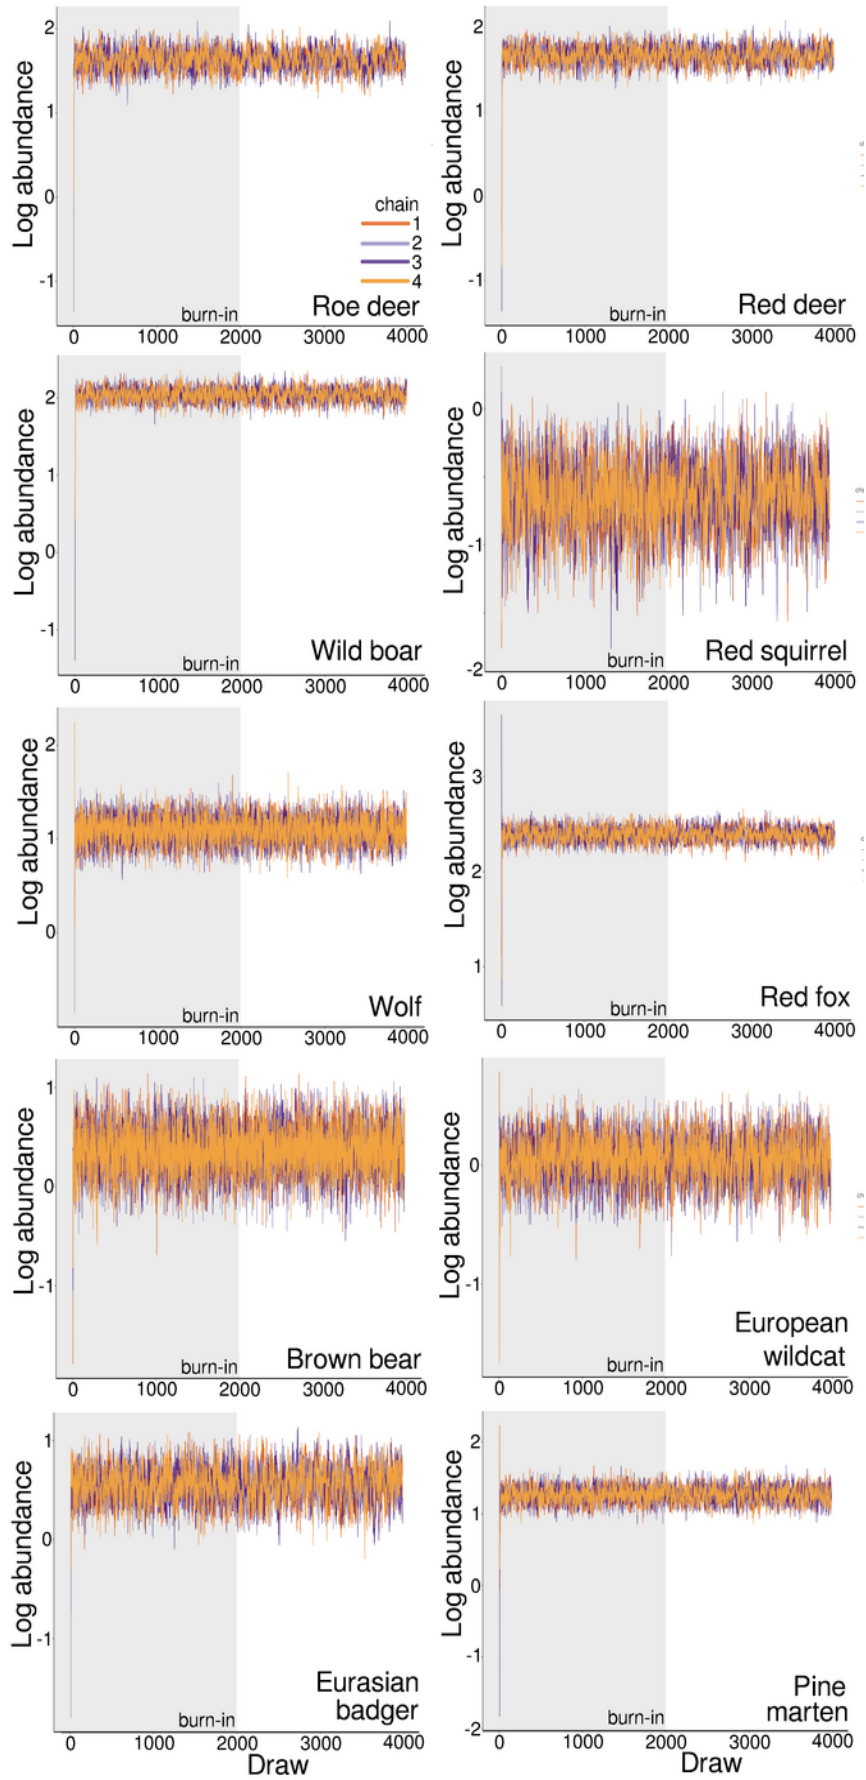 2
1
0
-1
Log abundance
chain
1
2
3
4
burn-in
Roe deer
0 1000 2000 3000 4000
2
1
0
-1
Log abundance
burn-in
Red deer
0 1000 2000 3000 4000
2
1
0
-1
Log abundance
burn-in
Wild boar
0 1000 2000 3000 4000
0
-1
-2
Log abundance
burn-in
Red squirrel
0 1000 2000 3000 4000
2
1
0
Log abundance
burn-in
Wolf
0 1000 2000 3000 4000
3
2
1
Log abundance
burn-in
Red fox
0 1000 2000 3000 4000
1
0
-1
Log abundance
burn-in
Brown bear
0 1000 2000 3000 4000
0
-1
Log abundance
burn-in
European
wildcat
0 1000 2000 3000 4000
1
0
-1
Log abundance
burn-in
Eurasian
badger
0 1000 2000 3000 4000
Draw
2
1
0
-1
-2
Log abundance
burn-in
Pine
marten
0 1000 2000 3000 4000
Draw